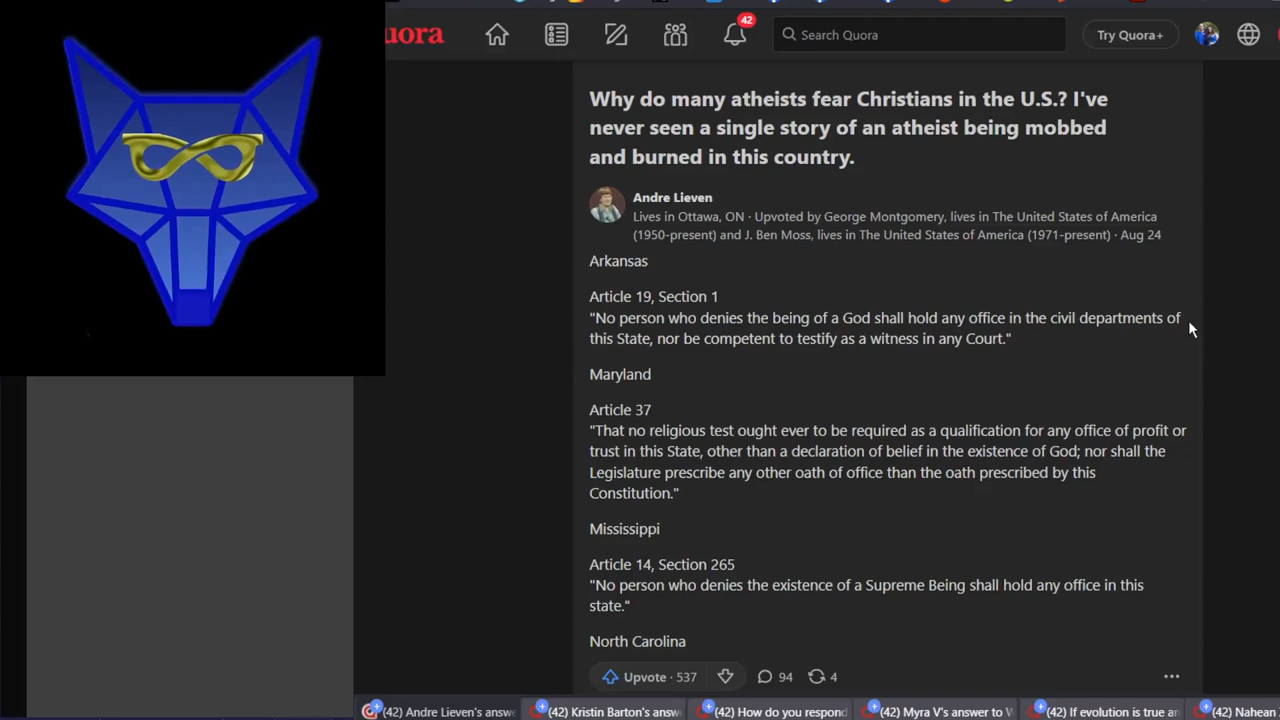 uora
42
Search Quora
Try Quora+
Why do many atheists fear Christians in the U.S.? I've
never seen a single story of an atheist being mobbed
and burned in this country.
Andre Lieven
Lives in Ottawa, ON · Upvoted by George Montgomery, lives in The United States of America
(1950-present) and J. Ben Moss, lives in The United States of America (1971-present) · Aug 24
Arkansas
Article 19, Section 1
"No person who denies the being of a God shall hold any office in the civil departments of
this State, nor be competent to testify as a witness in any Court."
Maryland
Article 37
"That no religious test ought ever to be required as a qualification for any office of profit or
trust in this State, other than a declaration of belief in the existence of God; nor shall the
Legislature prescribe any other oath of office than the oath prescribed by this
Constitution."
Mississippi
Article 14, Section 265
"No person who denies the existence of a Supreme Being shall hold any office in this
state."
North Carolina
Upvote · 537 94 4
(42) Andre Lieven's answ (42) Kristin Barton's answ (42) How do you respond (42) Myra V's answer to W (42) If evolution is true an (42) Nahean